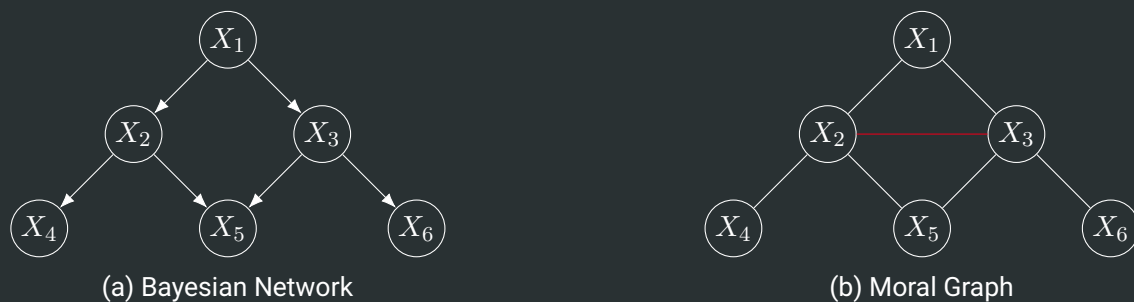 X₁ X₁
X₂ X₃ X₂ X₃
X₄ X₅ X₆ X₄ X₅ X₆
(a) Bayesian Network (b) Moral Graph